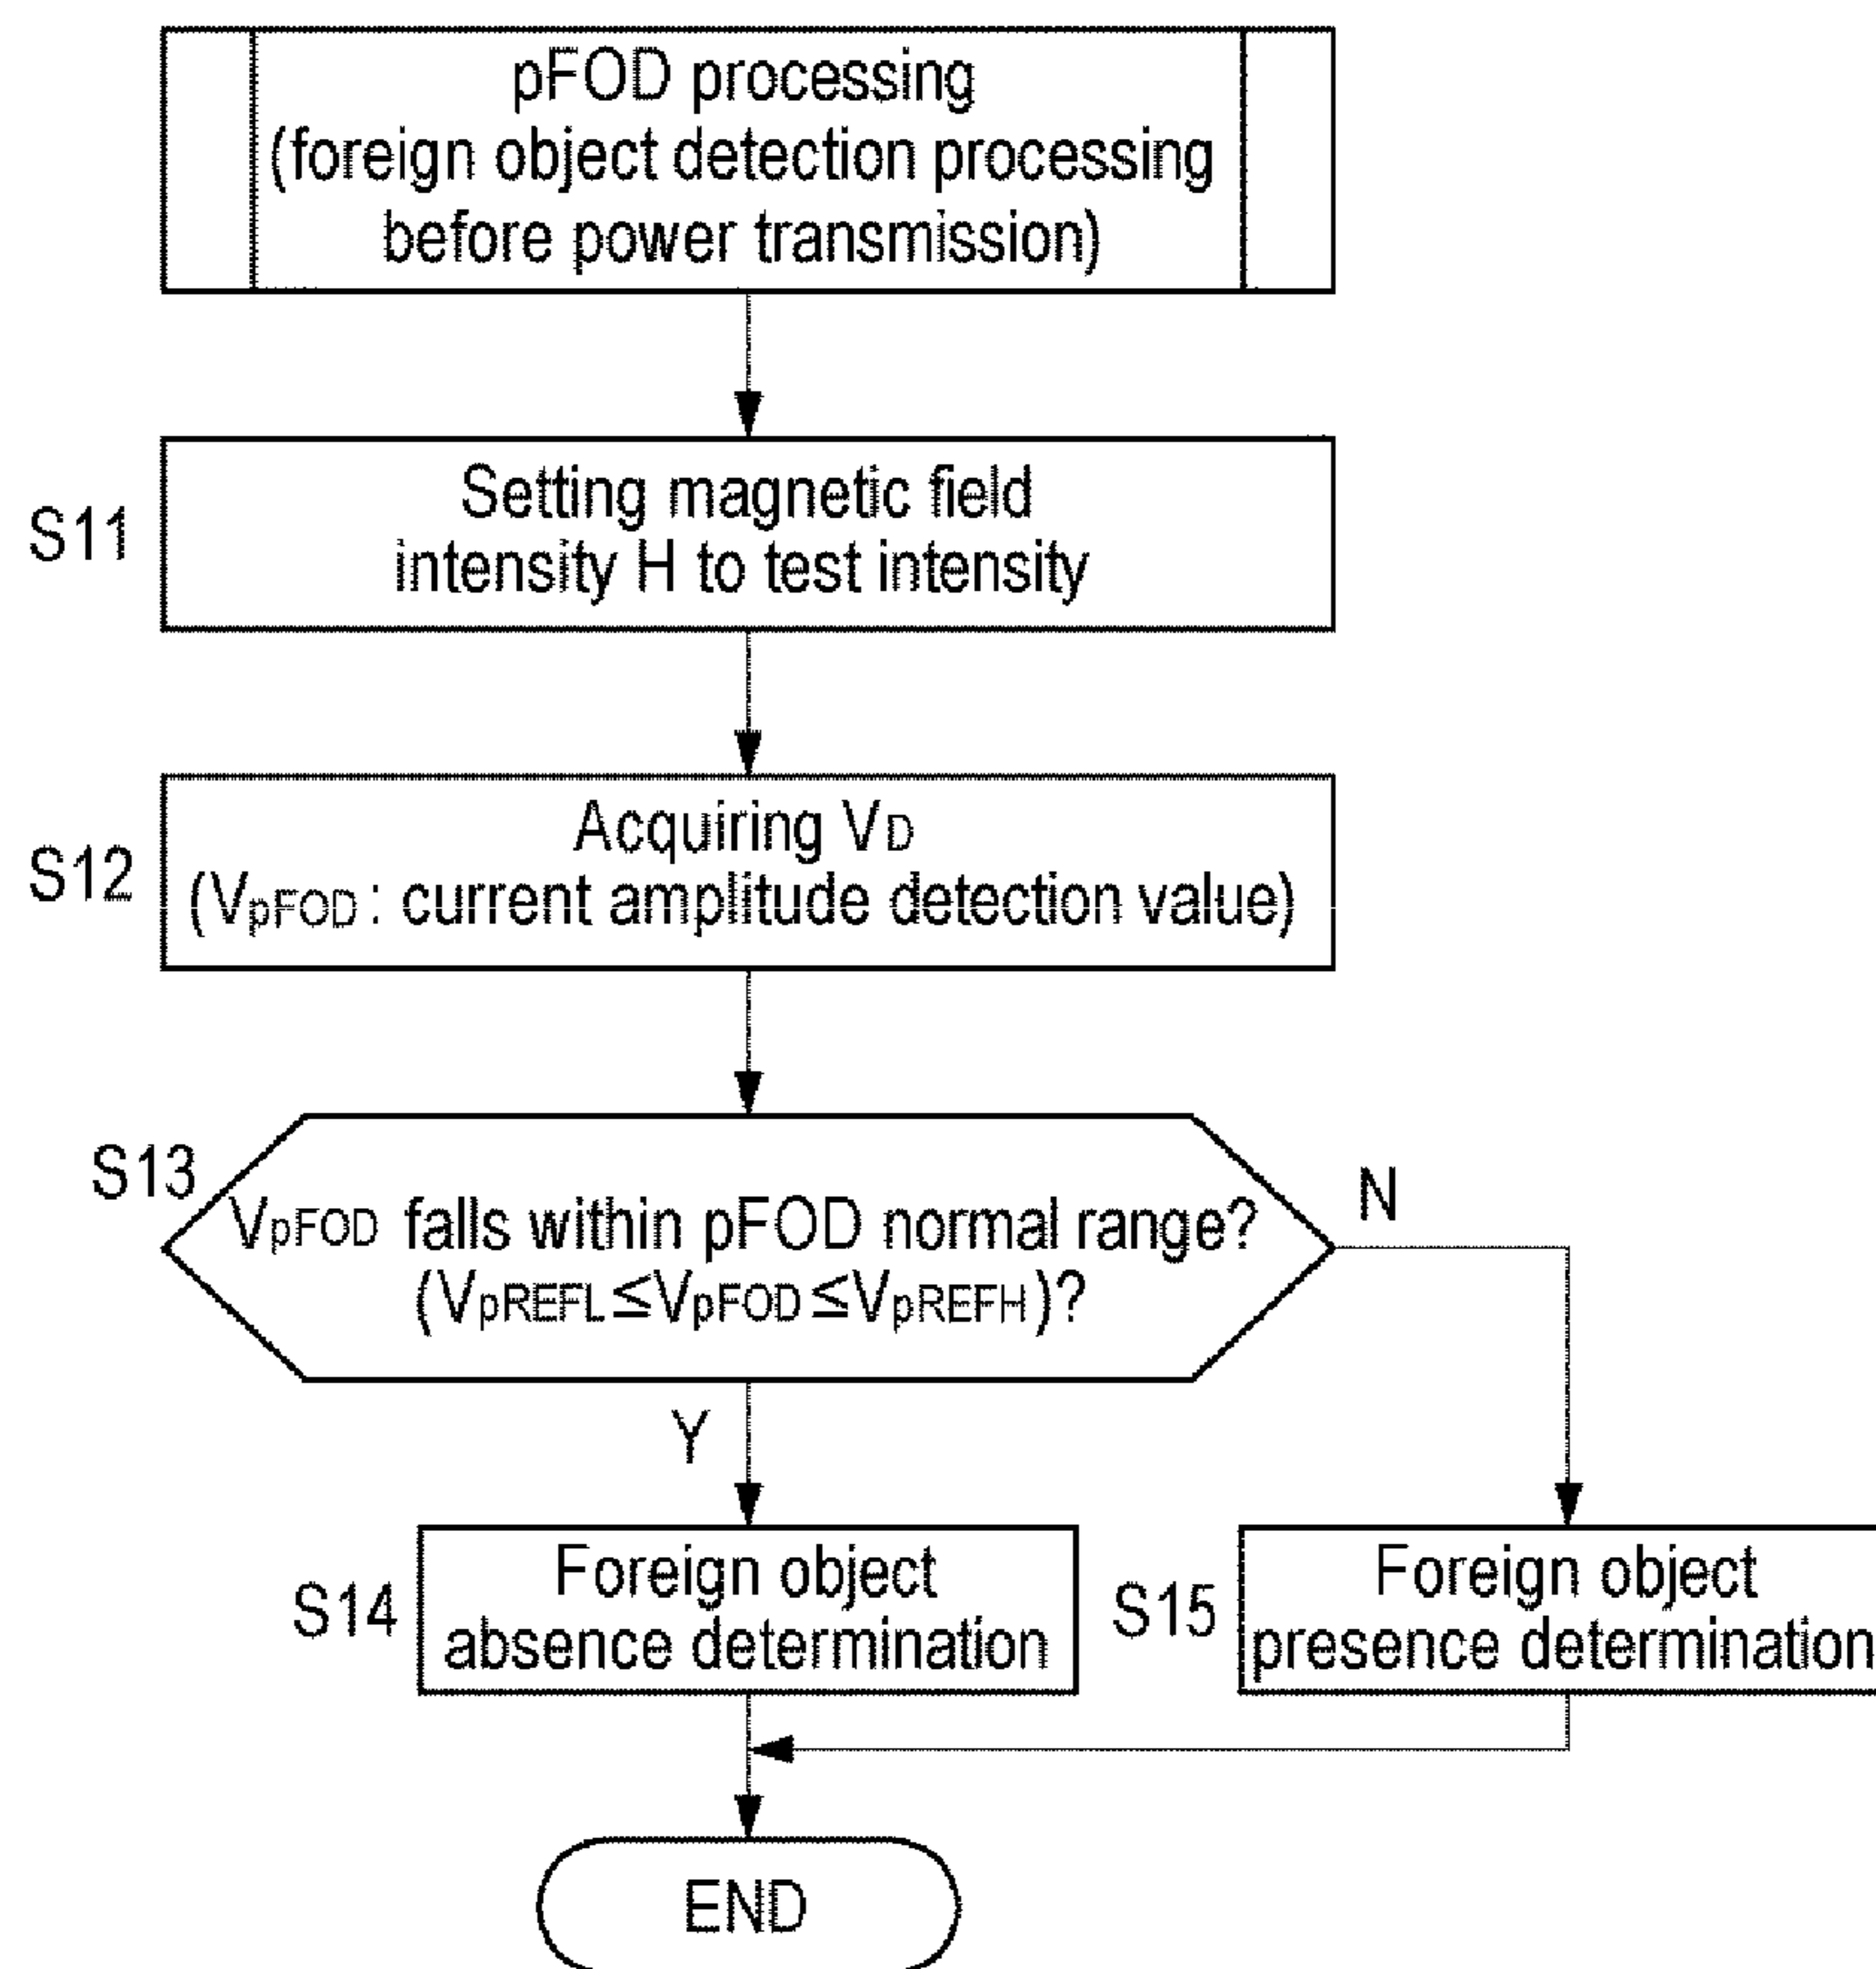 pFOD processing
(foreign object detection processing
before power transmission)
S11
Setting magnetic field
intensity H to test intensity
S12
Acquiring VD
(VpFOD : current amplitude detection value)
S13
VpFOD falls within pFOD normal range?
(VpREFL≤VpFOD≤VpREFH)?
N
Y
S14
Foreign object
absence determination
S15
Foreign object
presence determination
END